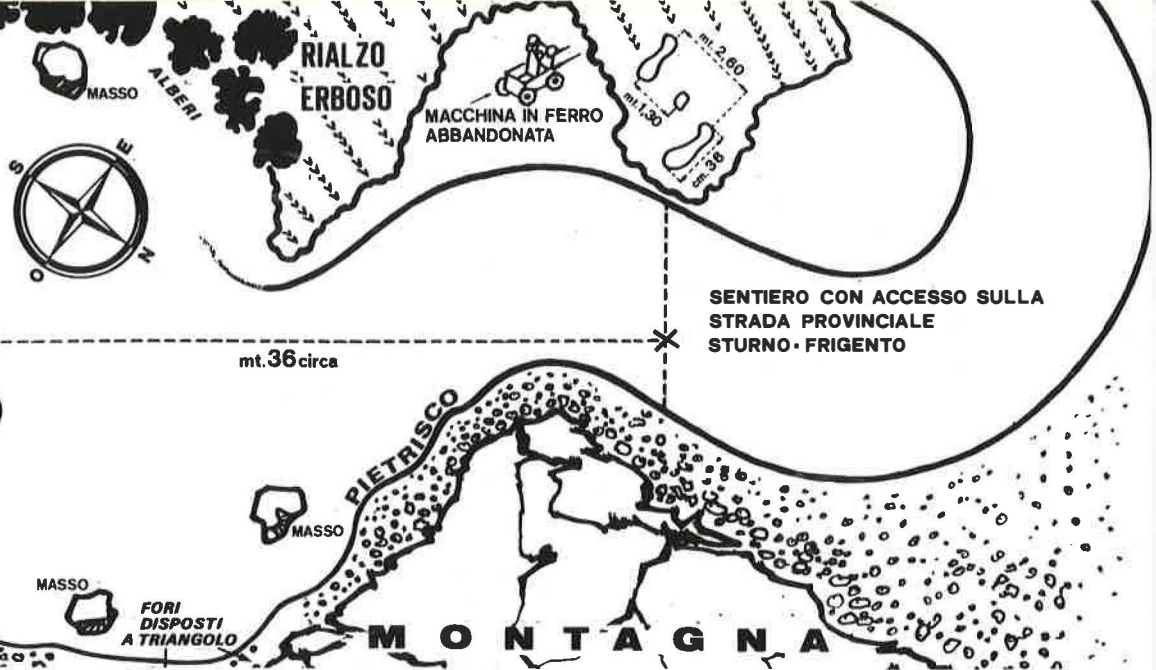 RIALZO
ERBOSO
MASSO
ALBERI
MACCHINA IN FERRO
ABBANDONATA
mt. 2,60
mt. 1,30
cm. 38
S
E
N
O
SENTIERO CON ACCESSO SULLA
STRADA PROVINCIALE
STURNO-FRIGENTO
mt. 36 circa
PIETRISCO
MASSO
MASSO
FORI
DISPOSTI
A TRIANGOLO
MONTAGNA